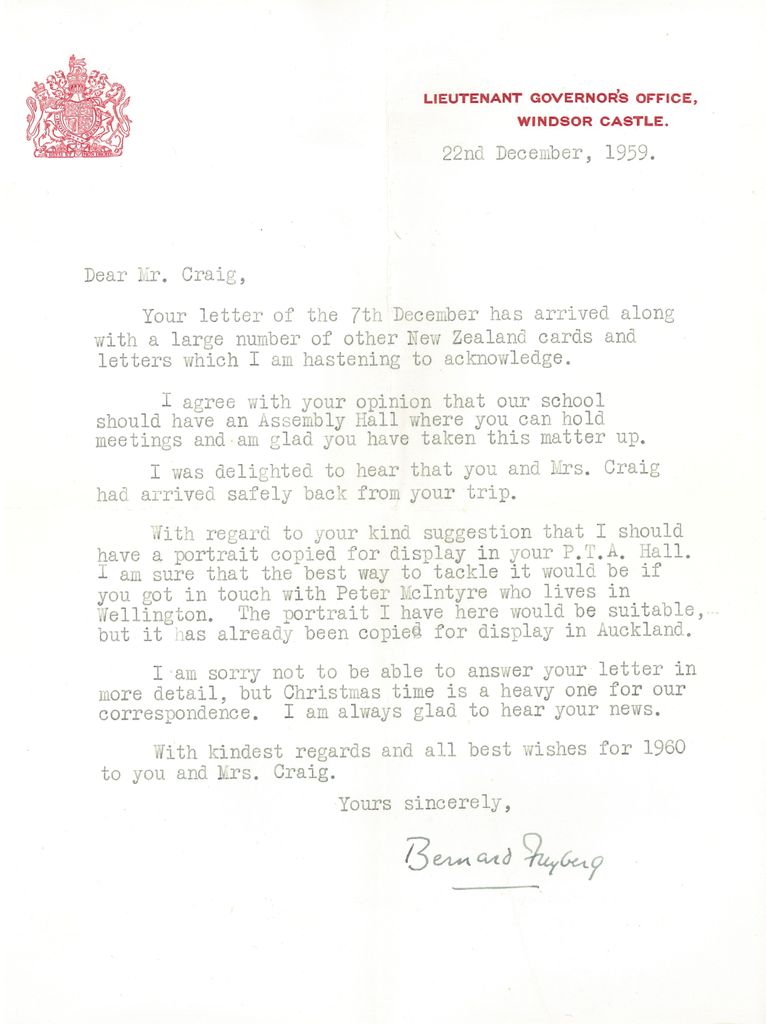 LIEUTENANT GOVERNOR'S OFFICE,
WINDSOR CASTLE.
22nd December, 1959.
Dear Mr. Craig,
Your letter of the 7th December has arrived along
with a large number of other New Zealand cards and
letters which I am hastening to acknowledge.
I agree with your opinion that our school
should have an Assembly Hall where you can hold
meetings and am glad you have taken this matter up.
I was delighted to hear that you and Mrs. Craig
had arrived safely back from your trip.
With regard to your kind suggestion that I should
have a portrait copied for display in your P.T.A. Hall.
I am sure that the best way to tackle it would be if
you got in touch with Peter McIntyre who lives in
Wellington. The portrait I have here would be suitable,
but it has already been copied for display in Auckland.
I am sorry not to be able to answer your letter in
more detail, but Christmas time is a heavy one for our
correspondence. I am always glad to hear your news.
With kindest regards and all best wishes for 1960
to you and Mrs. Craig.
Yours sincerely,
Bernard Freyberg